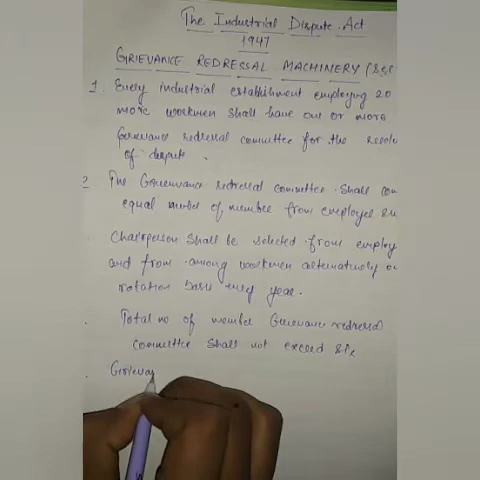 The Industrial Dispute Act
1947
GRIEVANCE REDRESSAL MACHINERY
1. Every industrial establishment employing 20
more workmen shall have one or more
Grievance redressal committee for the
of dispute.
2 The Grievance redressal committee shall
equal number of member from employee
Chairperson shall be selected from employ
and from among workmen alternatively
rotation basis every year.
Total no of member Grievance redressal
committee shall not exceed
Grievan